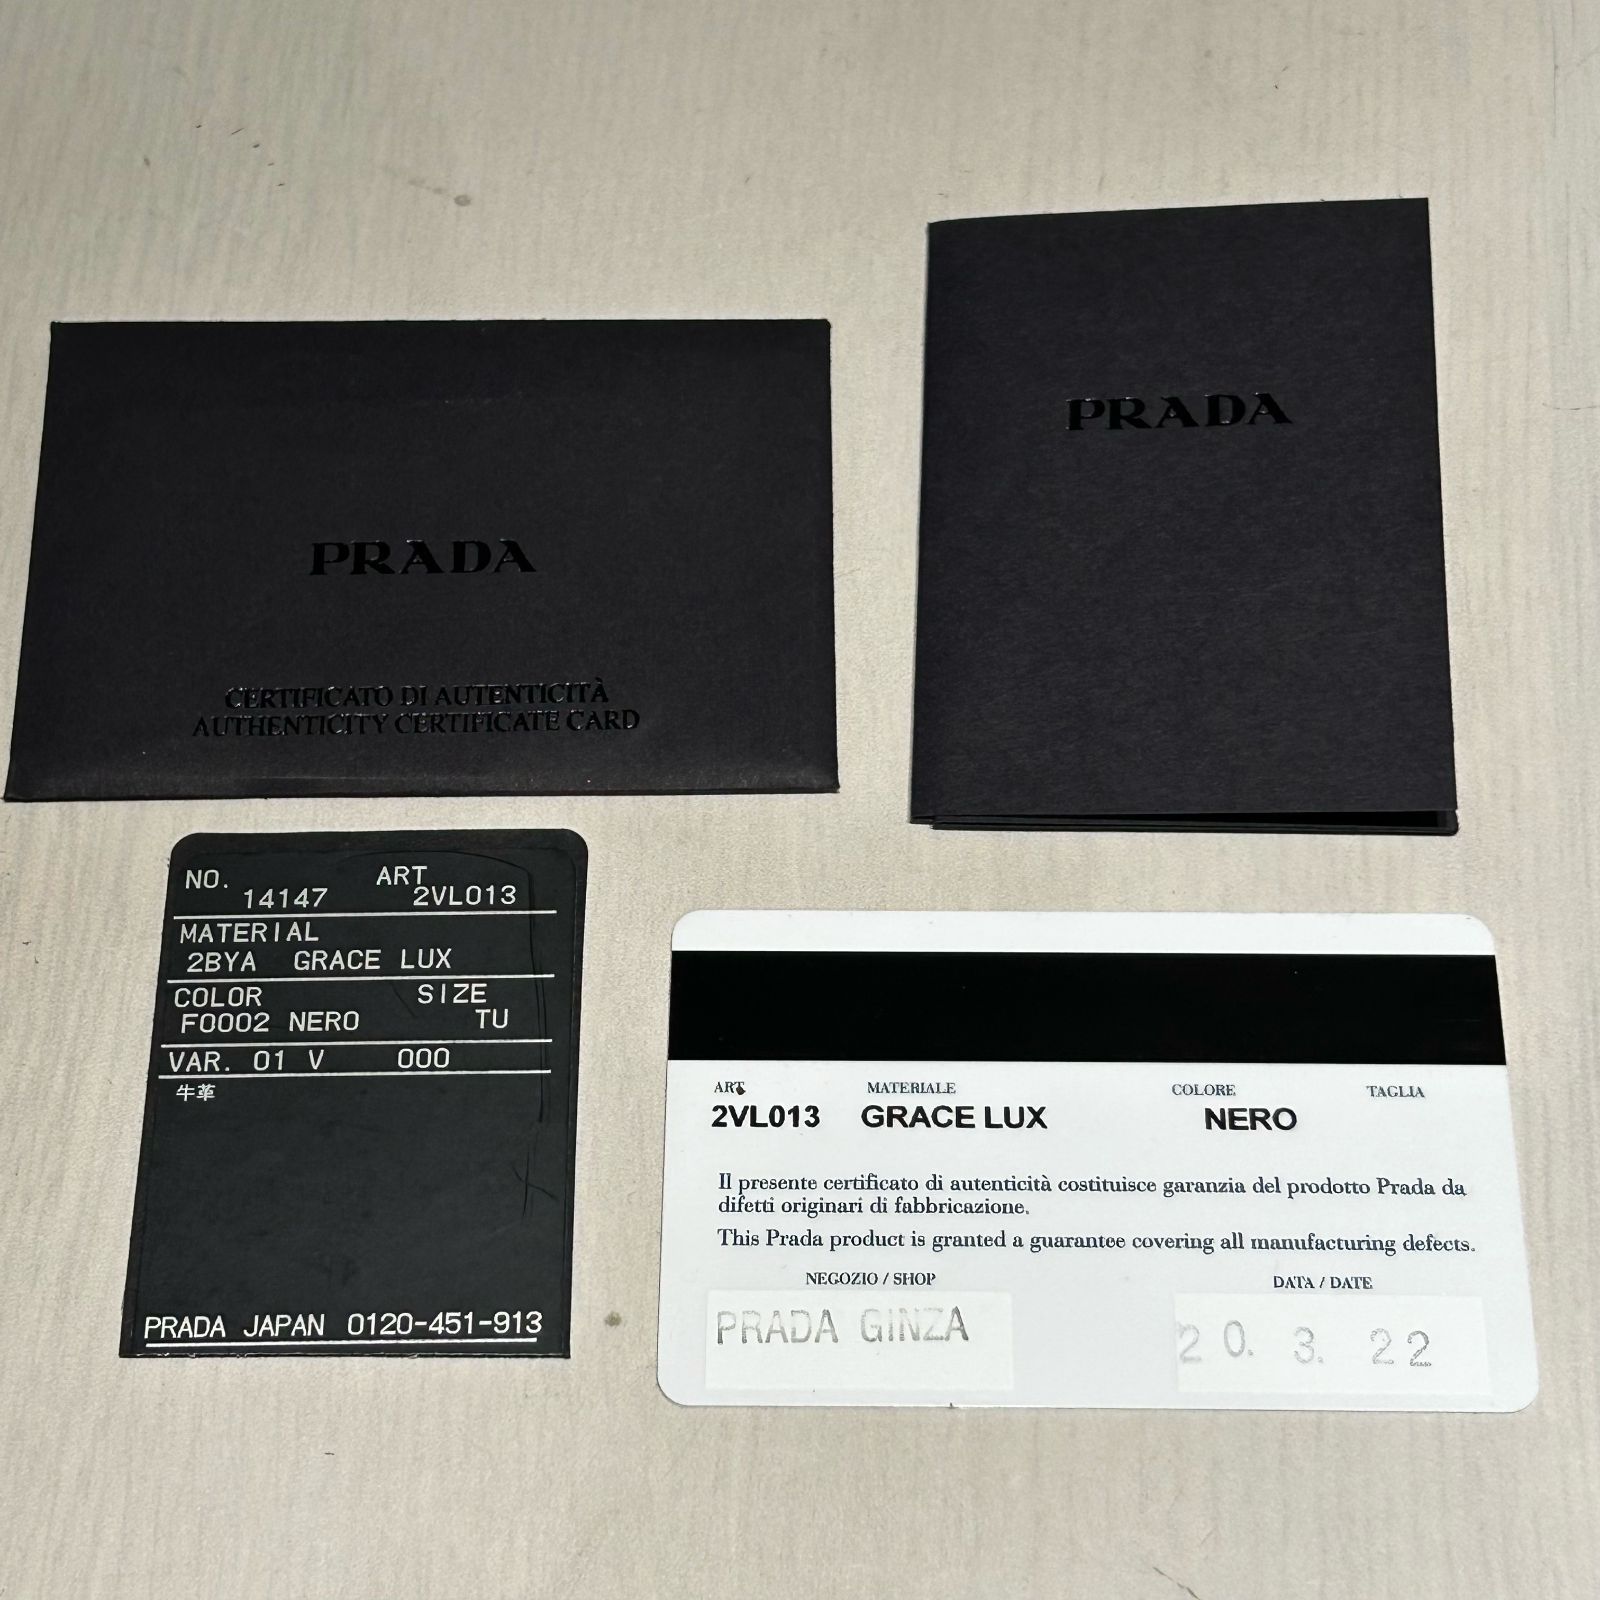 PRADA
CERTIFICATO DI AUTENTICITÀ
AUTHENTICITY CERTIFICATE CARD
PRADA
NO. ART
14147 2VL013
MATERIAL
2BYA GRACE LUX
COLOR SIZE
F0002 NERO TU
VAR. 01 V 000
牛革
PRADA JAPAN 0120-451-913
ART. MATERIALE COLORE TAGLIA
2VL013 GRACE LUX NERO
Il presente certificato di autenticità costituisce garanzia del prodotto Prada da
difetti originari di fabbricazione.
This Prada product is granted a guarantee covering all manufacturing defects.
NEGOZIO / SHOP DATA / DATE
PRADA GINZA 20. 3. 22